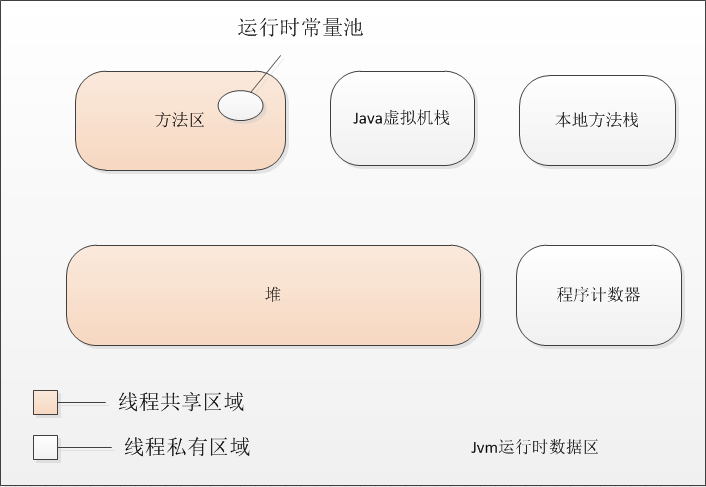 运行时常量池
方法区
Java虚拟机栈
本地方法栈
堆
程序计数器
线程共享区域
线程私有区域
Jvm运行时数据区